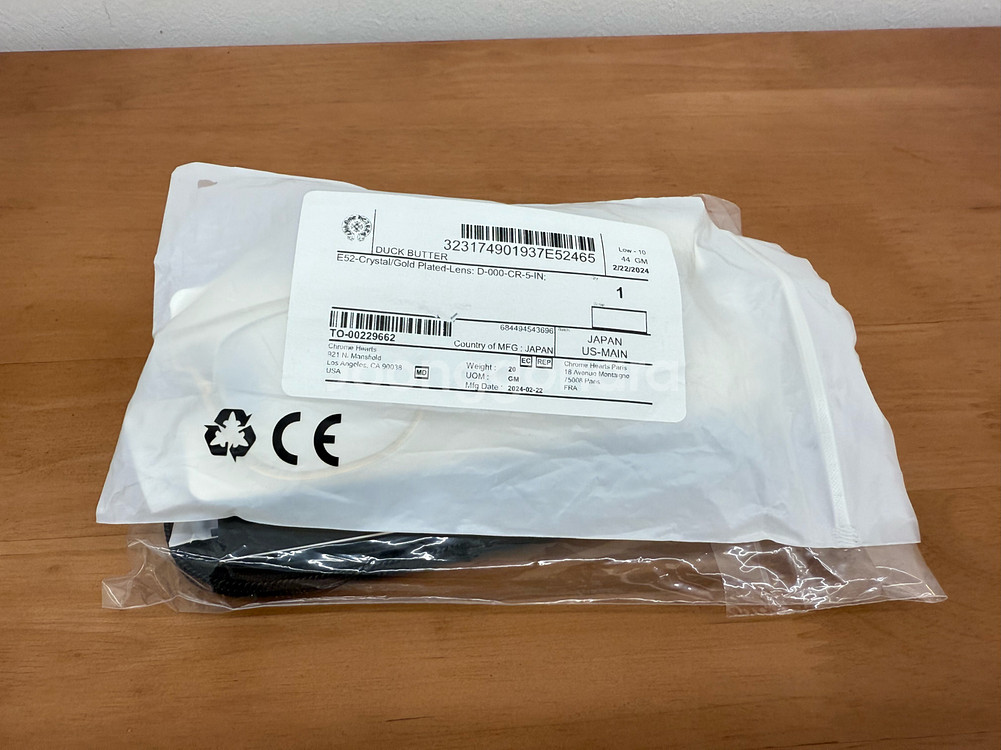 323174901937E52465
DUCK BUTTER
Low - 10
44 GM
2/22/2024
E52-Crystal/Gold Plated-Lens: D-000-CR-5-IN;
1
684494543696
TO-00229662
Country of MFG : JAPAN
JAPAN
US-MAIN
Chrome Hearts
921 N. Mansfield
Los Angeles, CA 90038
USA
MD
EC REP
Weight : 20
UOM : GM
Mfg Date : 2024-02-22
Chrome Hearts Paris
18 Avenue Montaigne
75008 Paris
FRA
CE